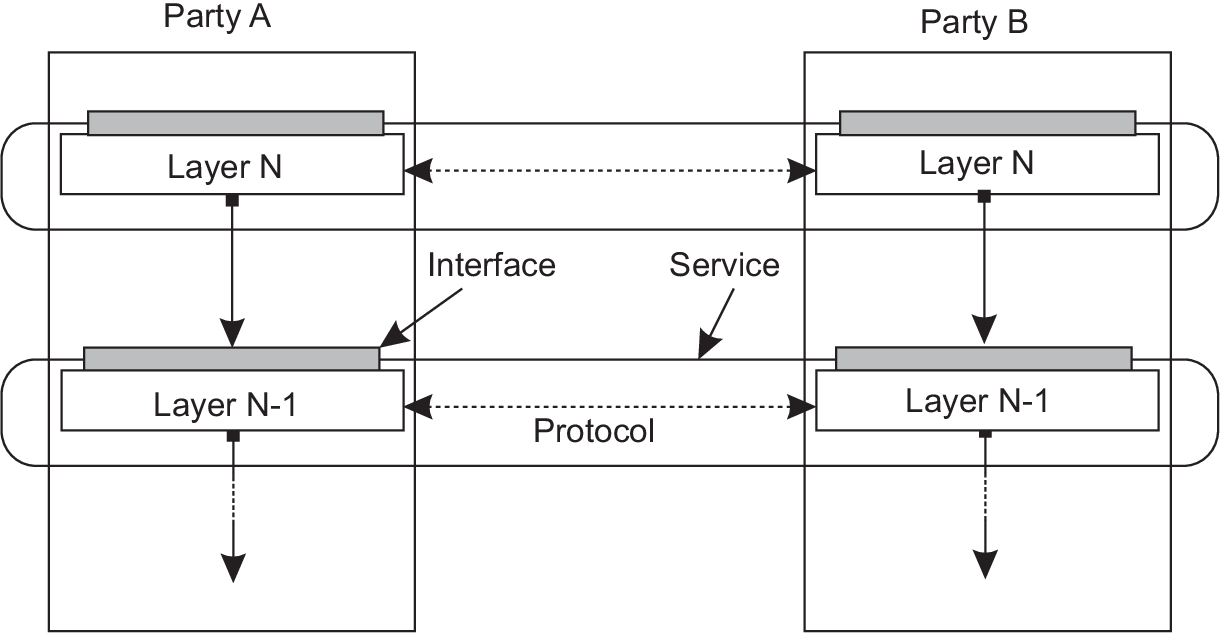 Party A
Party B
Layer N
Layer N
Interface
Service
Layer N-1
Layer N-1
Protocol